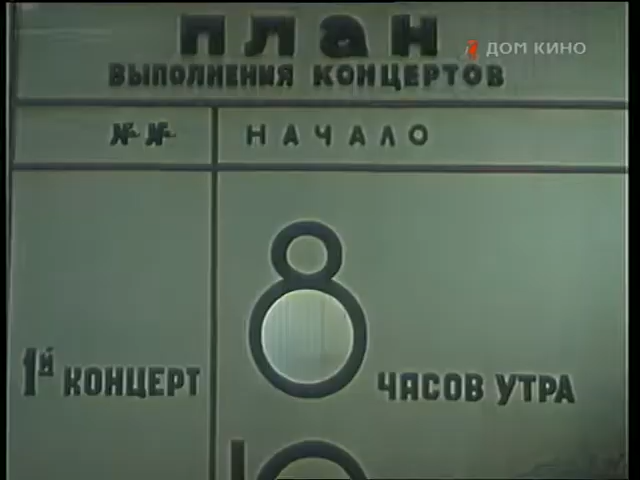 план
ДОМ КИНО
ВЫПОЛНЕНИЯ КОНЦЕРТОВ
№№ НАЧАЛО
8
1й КОНЦЕРТ
ЧАСОВ УТРА